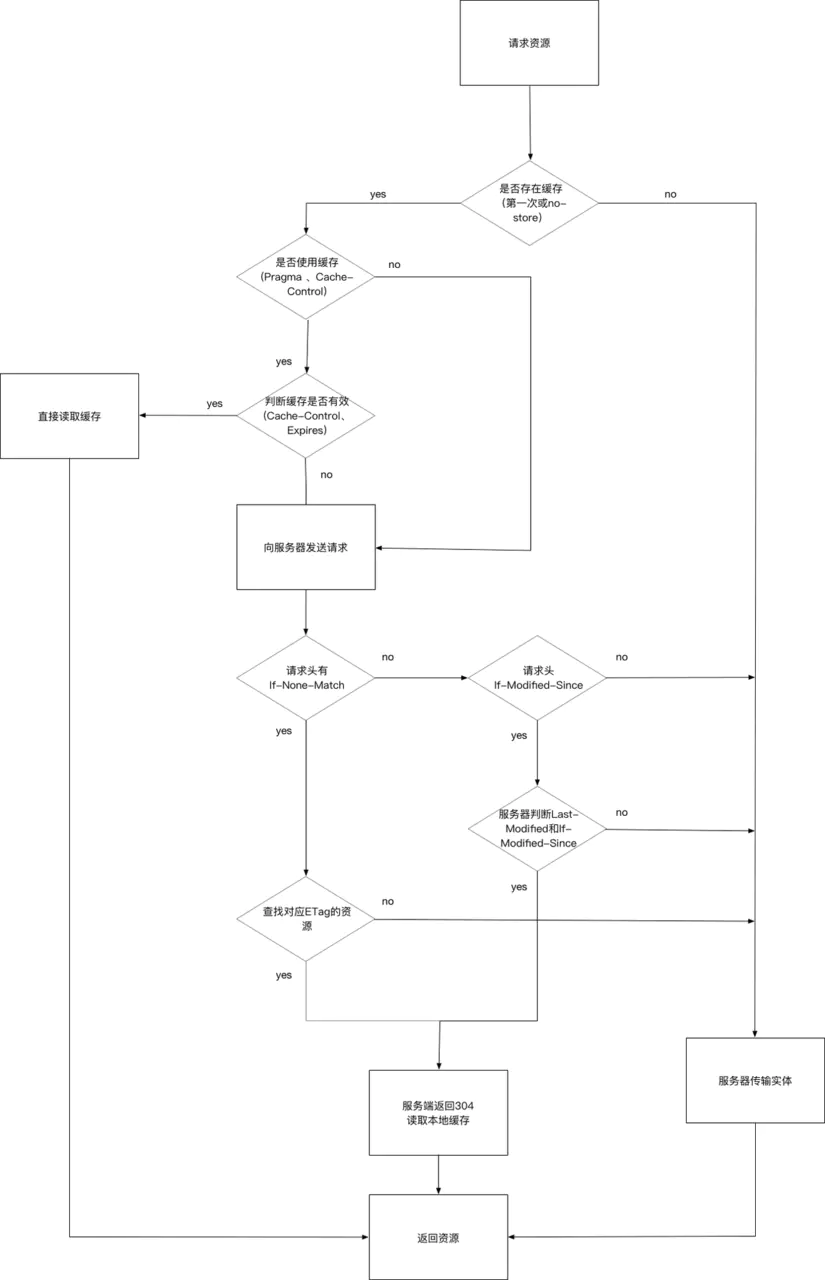 请求资源
是否存在缓存
（第一次或no-
store）
yes
no
是否使用缓存
（Pragma 、Cache-
Control）
no
yes
判断缓存是否有效
（Cache-Control、
Expires）
yes
直接读取缓存
no
向服务器发送请求
请求头有
If-None-Match
no
请求头
If-Modified-Since
no
yes
yes
服务器判断Last-
Modified和If-
Modified-Since
no
yes
查找对应ETag的资
源
no
yes
服务器传输实体
服务端返回304
读取本地缓存
返回资源